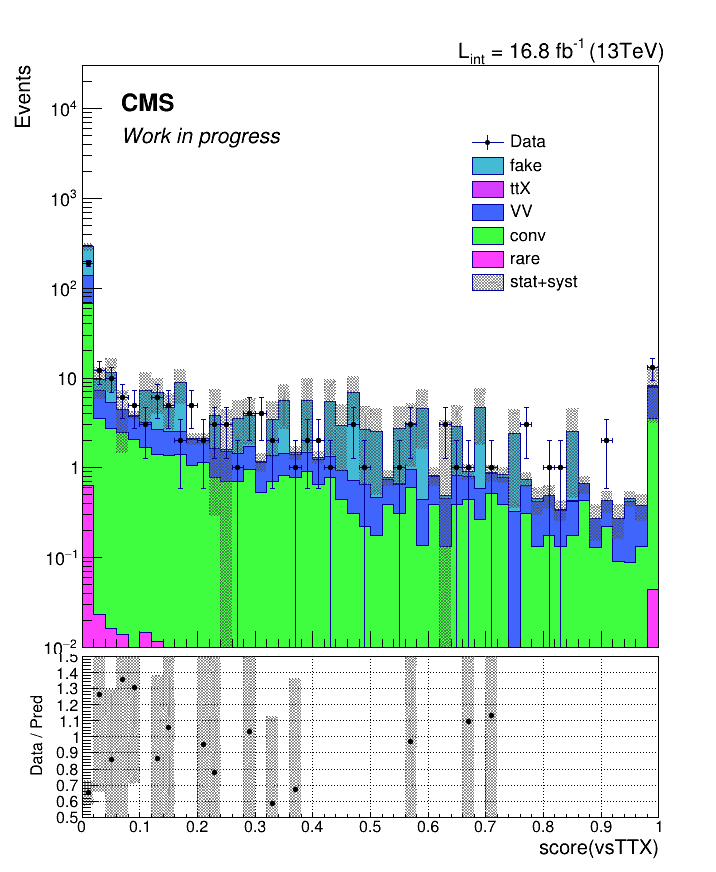 L_int = 16.8 fb^-1 (13TeV)
Events
CMS
Work in progress
10^4
10^3
10^2
10
1
10^−1
10^−2
Data
fake
ttX
VV
conv
rare
stat+syst
Data / Pred
1.5
1.4
1.3
1.2
1.1
1
0.9
0.8
0.7
0.6
0.5
0 0.1 0.2 0.3 0.4 0.5 0.6 0.7 0.8 0.9 1
score(vsTTX)